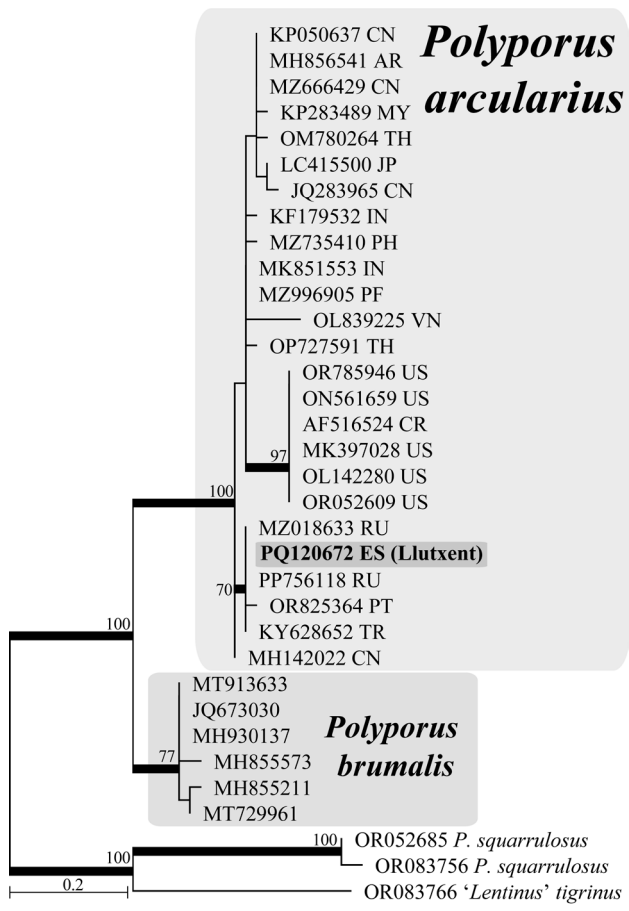 KP050637 CN
Polyporus
arcularius
MH856541 AR
MZ666429 CN
KP283489 MY
OM780264 TH
LC415500 JP
JQ283965 CN
KF179532 IN
MZ735410 PH
MK851553 IN
MZ996905 PF
OL839225 VN
OP727591 TH
OR785946 US
ON561659 US
AF516524 CR
MK397028 US
97
OL142280 US
100
OR052609 US
MZ018633 RU
PQ120672 ES (Llutxent)
PP756118 RU
70
OR825364 PT
100
KY628652 TR
MH142022 CN
MT913633
JQ673030
Polyporus
brumalis
MH930137
77
MH855573
MH855211
MT729961
100
OR052685 P. squarrulosus
100
OR083756 P. squarrulosus
0.2
OR083766 ‘Lentinus’ tigrinus